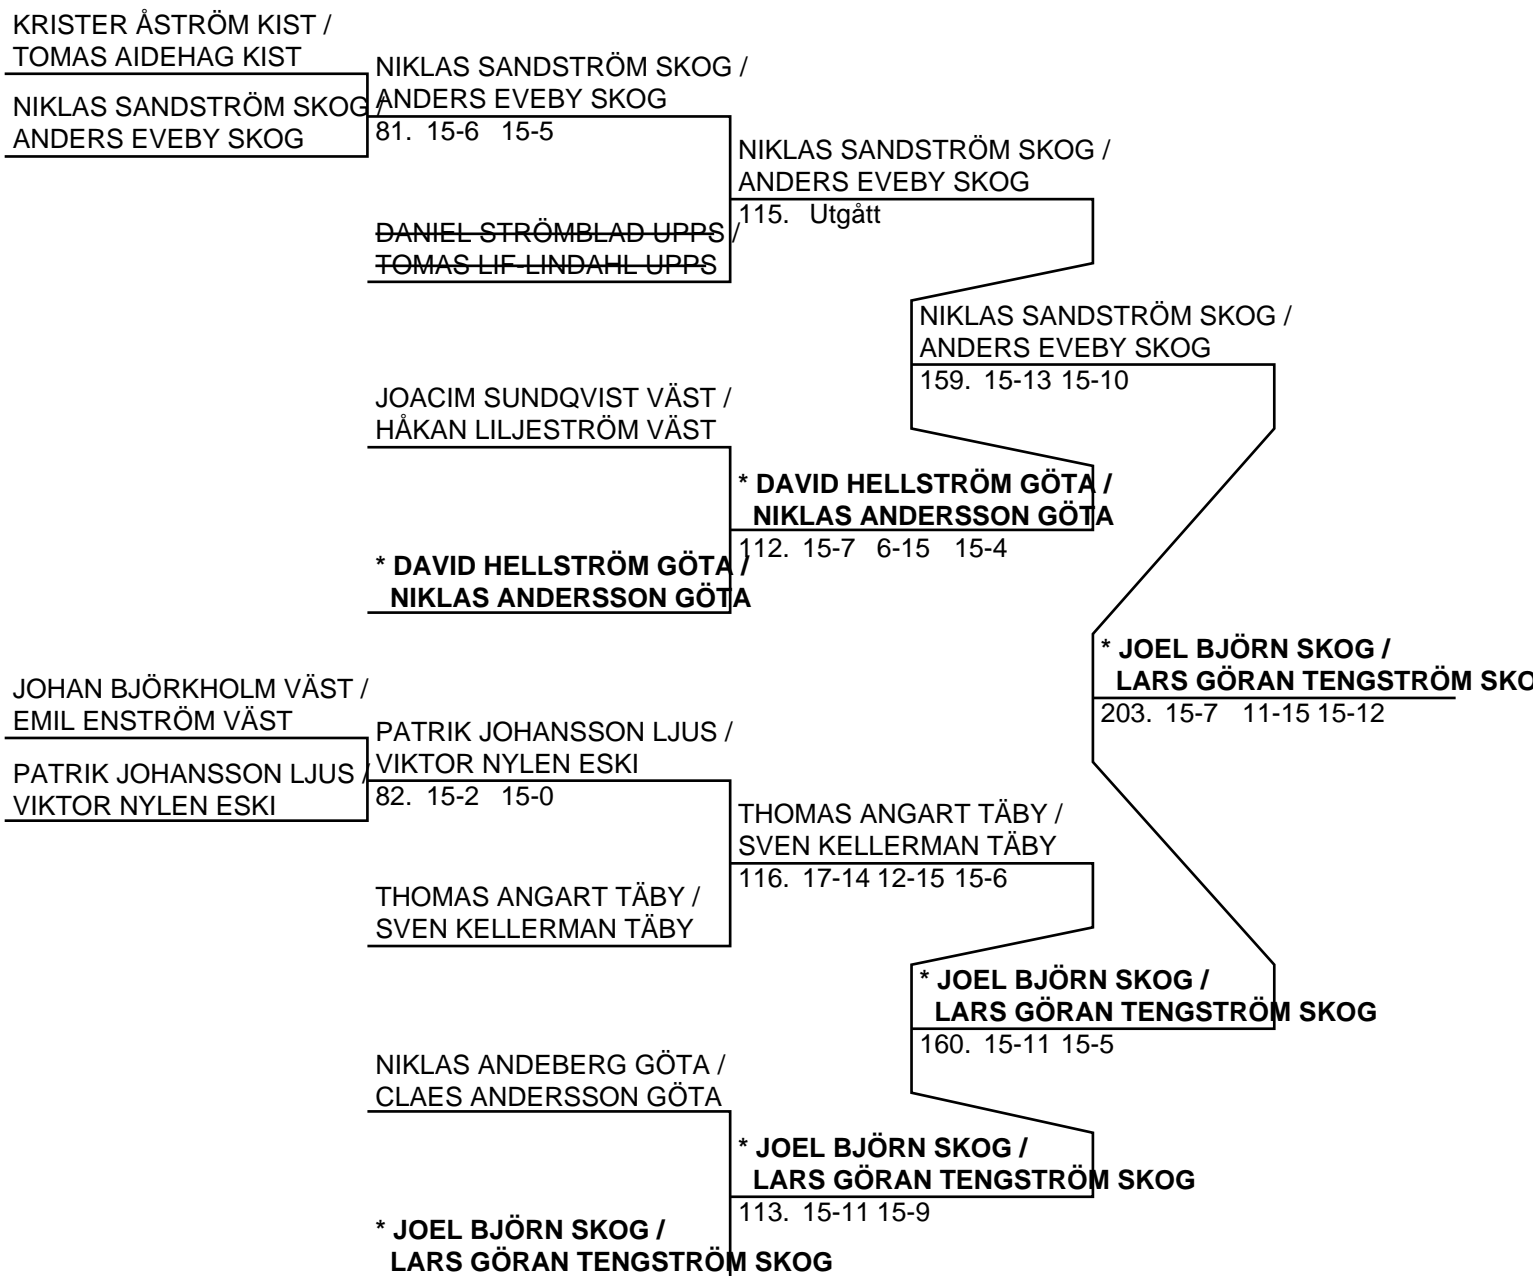 KRISTER ÅSTRÖM KIST /
TOMAS AIDEHAG KIST
NIKLAS SANDSTRÖM SKOG /
ANDERS EVEBY SKOG
NIKLAS SANDSTRÖM SKOG /
ANDERS EVEBY SKOG
81. 15-6 15-5
DANIEL STRÖMBLAD UPPS /
TOMAS LIF-LINDAHL UPPS
NIKLAS SANDSTRÖM SKOG /
ANDERS EVEBY SKOG
115. Utgått
NIKLAS SANDSTRÖM SKOG /
ANDERS EVEBY SKOG
159. 15-13 15-10
JOACIM SUNDQVIST VÄST /
HÅKAN LILJESTRÖM VÄST
* DAVID HELLSTRÖM GÖTA /
NIKLAS ANDERSSON GÖTA
112. 15-7 6-15 15-4
* DAVID HELLSTRÖM GÖTA /
NIKLAS ANDERSSON GÖTA
* JOEL BJÖRN SKOG /
LARS GÖRAN TENGSTRÖM SKO
203. 15-7 11-15 15-12
JOHAN BJÖRKHOLM VÄST /
EMIL ENSTRÖM VÄST
PATRIK JOHANSSON LJUS /
VIKTOR NYLEN ESKI
PATRIK JOHANSSON LJUS /
VIKTOR NYLEN ESKI
82. 15-2 15-0
THOMAS ANGART TÄBY /
SVEN KELLERMAN TÄBY
116. 17-14 12-15 15-6
THOMAS ANGART TÄBY /
SVEN KELLERMAN TÄBY
* JOEL BJÖRN SKOG /
LARS GÖRAN TENGSTRÖM SKOG
160. 15-11 15-5
NIKLAS ANDEBERG GÖTA /
CLAES ANDERSSON GÖTA
* JOEL BJÖRN SKOG /
LARS GÖRAN TENGSTRÖM SKOG
113. 15-11 15-9
* JOEL BJÖRN SKOG /
LARS GÖRAN TENGSTRÖM SKOG